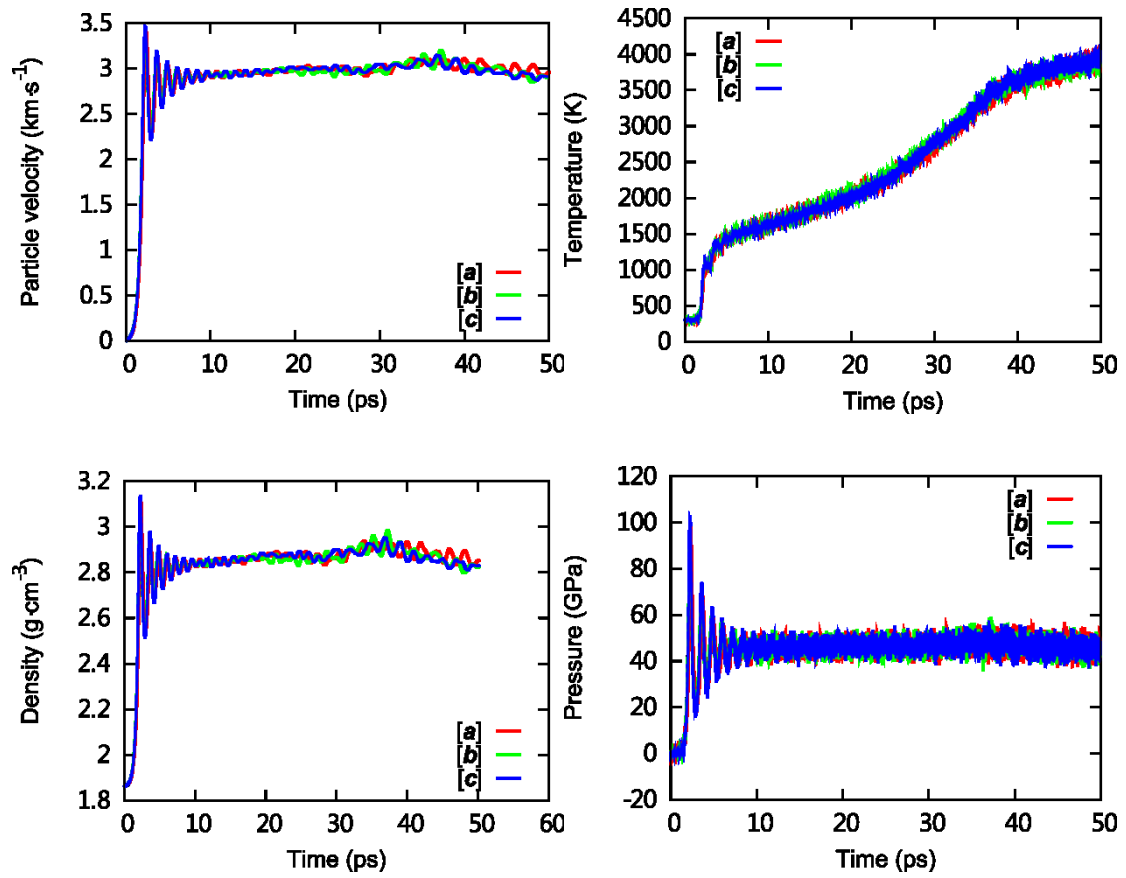 3.5
3
2.5
2
1.5
1
0.5
0
Particle velocity (km·s-1)
[a]
[b]
[c]
0 10 20 30 40 50
Time (ps)
4500
4000
3500
3000
2500
2000
1500
1000
500
0
Temperature (K)
[a]
[b]
[c]
0 10 20 30 40 50
Time (ps)
3.2
3
2.8
2.6
2.4
2.2
2
1.8
Density (g·cm−3)
[a]
[b]
[c]
0 10 20 30 40 50 60
Time (ps)
120
100
80
60
40
20
0
-20
Pressure (GPa)
[a]
[b]
[c]
0 10 20 30 40 50
Time (ps)